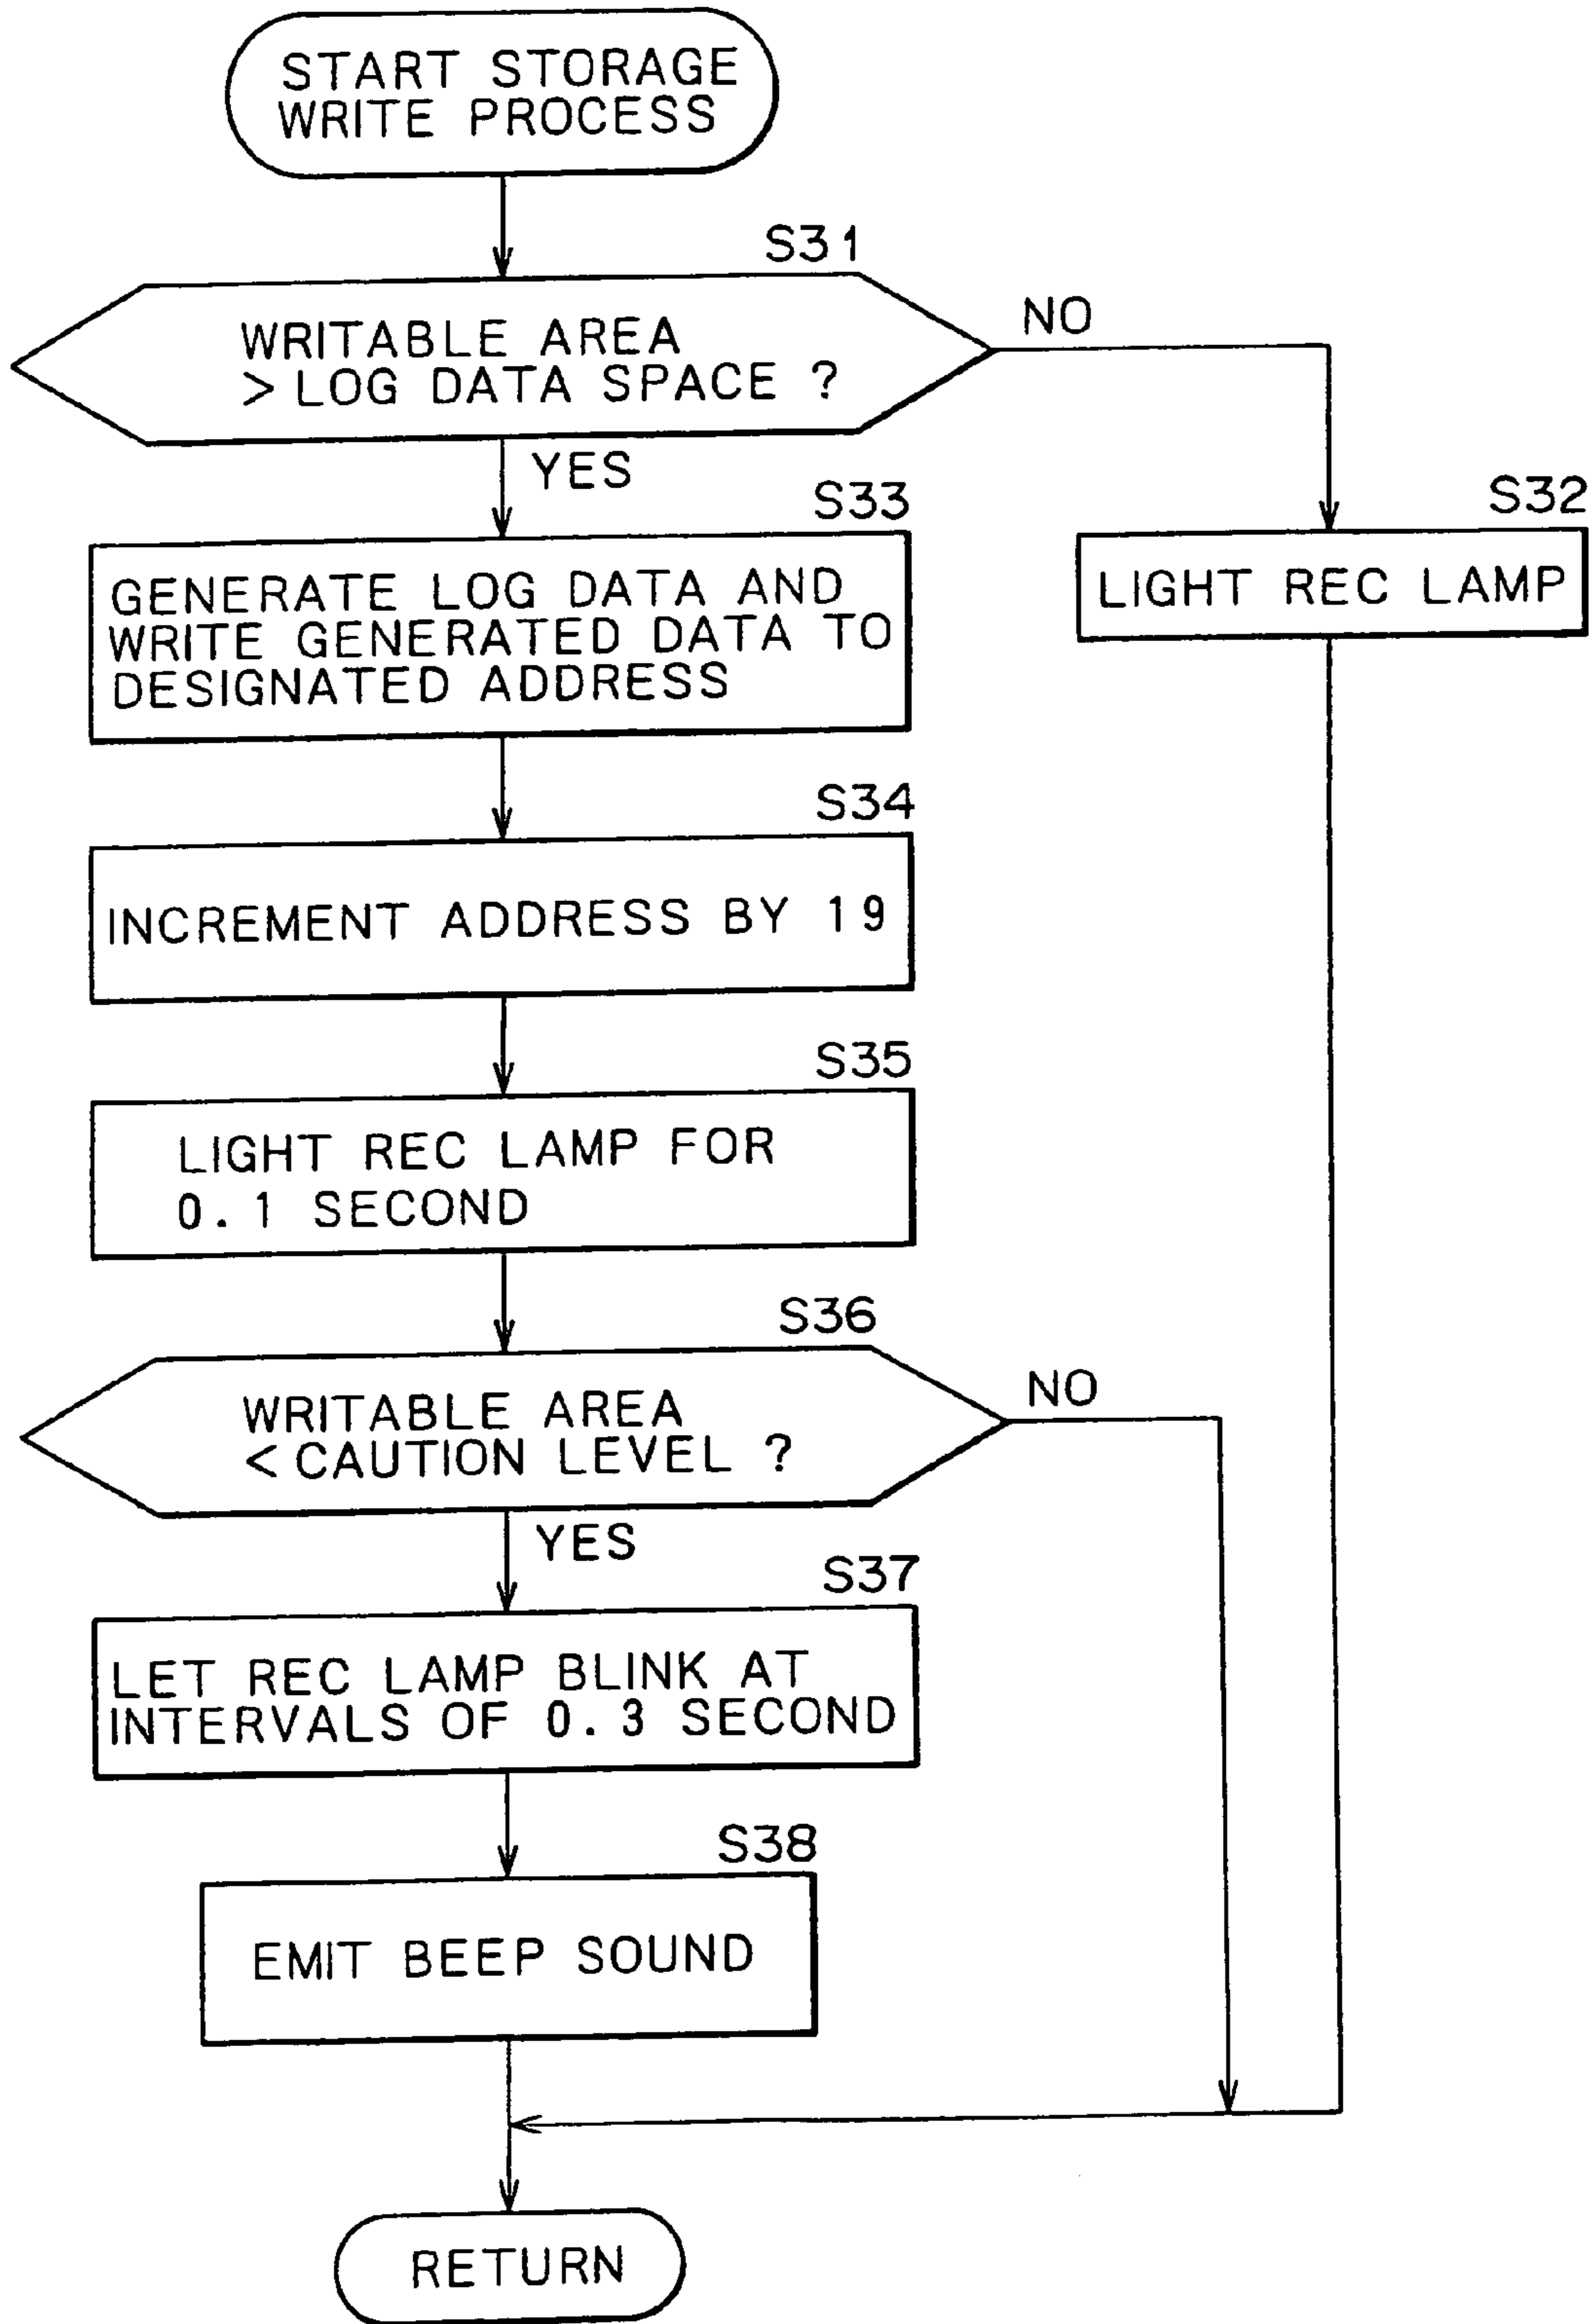 START STORAGE
WRITE PROCESS
S31
WRITABLE AREA
> LOG DATA SPACE ?
NO
YES
S33
GENERATE LOG DATA AND
WRITE GENERATED DATA TO
DESIGNATED ADDRESS
S32
LIGHT REC LAMP
S34
INCREMENT ADDRESS BY 19
S35
LIGHT REC LAMP FOR
0.1 SECOND
S36
WRITABLE AREA
< CAUTION LEVEL ?
NO
YES
S37
LET REC LAMP BLINK AT
INTERVALS OF 0.3 SECOND
S38
EMIT BEEP SOUND
RETURN